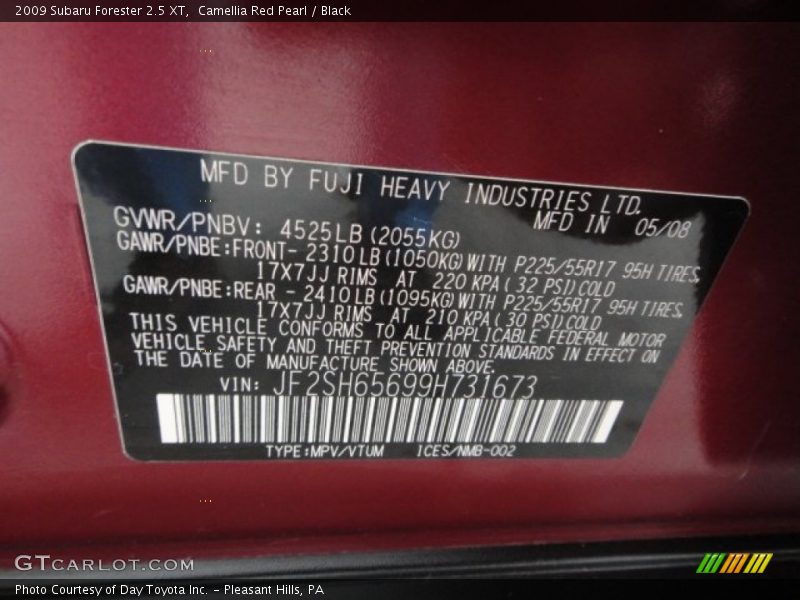 2009 Subaru Forester 2.5 XT,  Camellia Red Pearl / Black
MFD BY FUJI HEAVY INDUSTRIES LTD.
MFD IN 05/08
GVWR/PNBV: 4525LB(2055KG)
GAWR/PNBE:FRONT- 2310LB(1050KG)WITH P225/55R17 95H TIRES,
17X7JJ RIMS AT 220 KPA(32 PSI)COLD
GAWR/PNBE:REAR - 2410LB(1095KG)WITH P225/55R17 95H TIRES,
17X7JJ RIMS AT 210 KPA(30 PSI)COLD
THIS VEHICLE CONFORMS TO ALL APPLICABLE FEDERAL MOTOR
VEHICLE SAFETY AND THEFT PREVENTION STANDARDS IN EFFECT ON
THE DATE OF MANUFACTURE SHOWN ABOVE.
VIN: JF2SH65699H731673
TYPE:MPV/VTUM ICES/NMB-002
GTCARLOT.COM
Photo Courtesy of Day Toyota Inc. - Pleasant Hills, PA